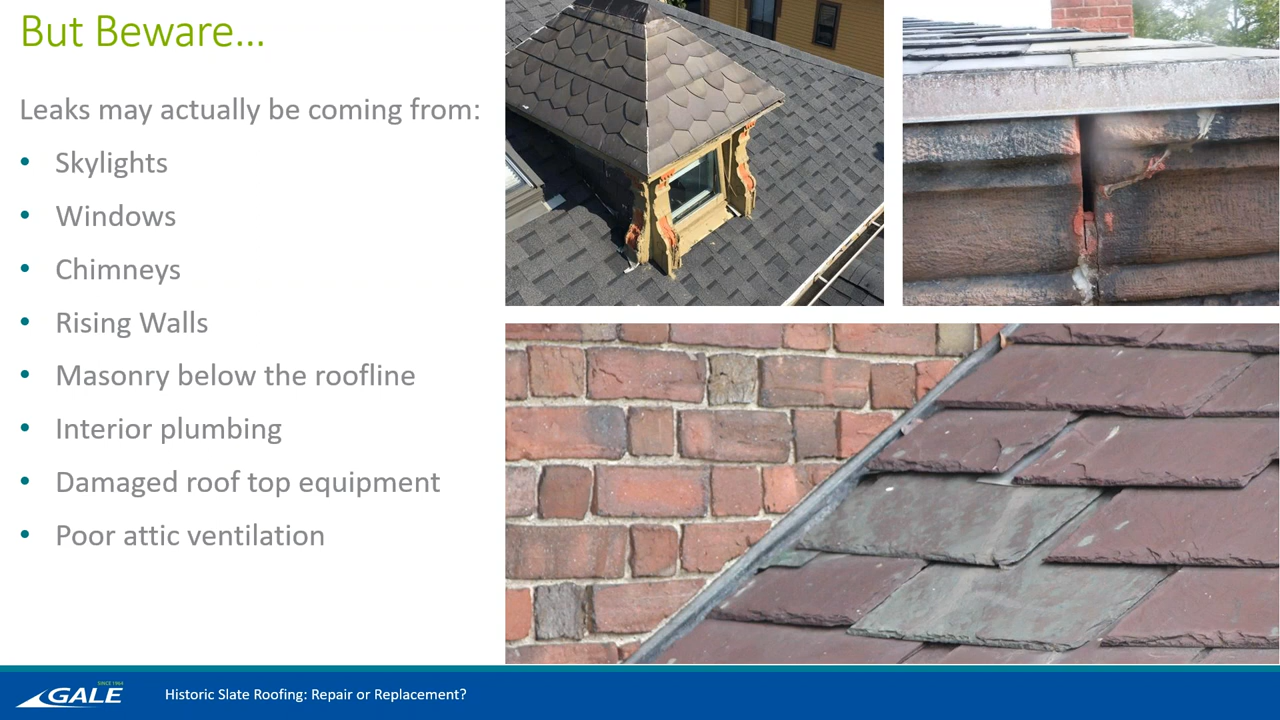 But Beware...
Leaks may actually be coming from:
• Skylights
• Windows
• Chimneys
• Rising Walls
• Masonry below the roofline
• Interior plumbing
• Damaged roof top equipment
• Poor attic ventilation
SINCE 1964
GALE
Historic Slate Roofing: Repair or Replacement?